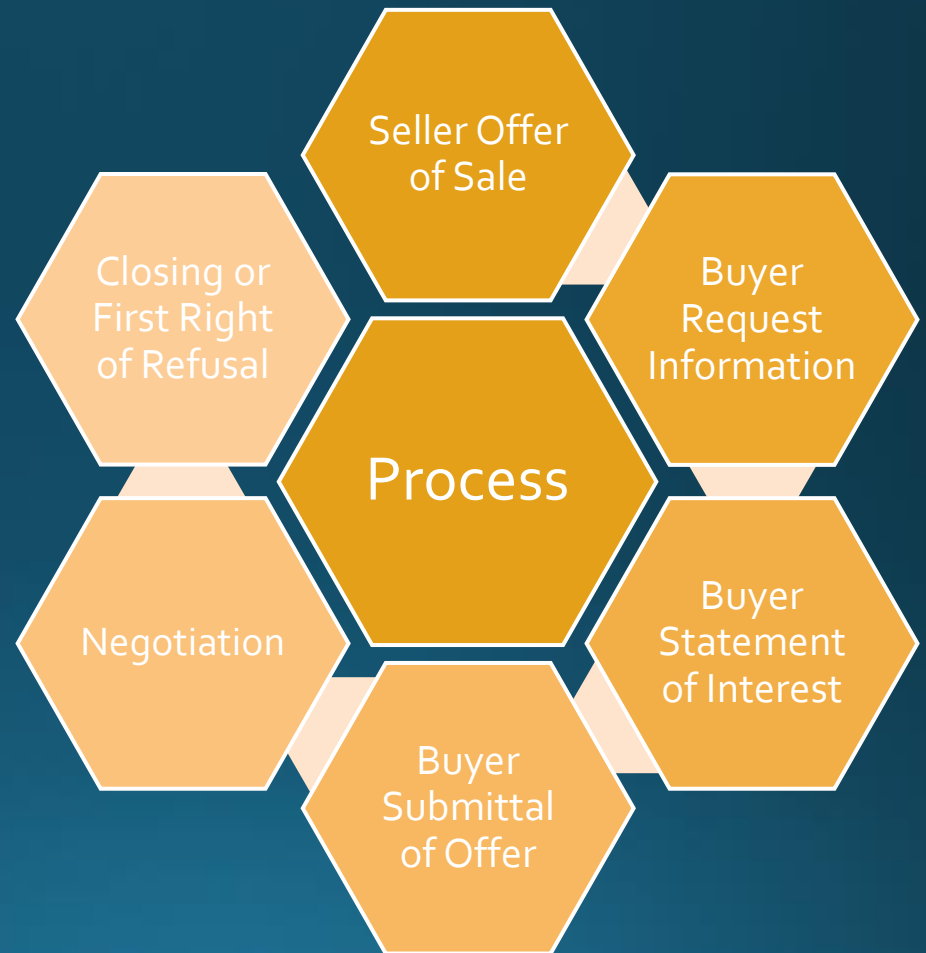 Seller Offer
of Sale
Buyer
Request
Information
Buyer
Statement
of Interest
Buyer
Submittal
of Offer
Negotiation
Closing or
First Right
of Refusal
Process